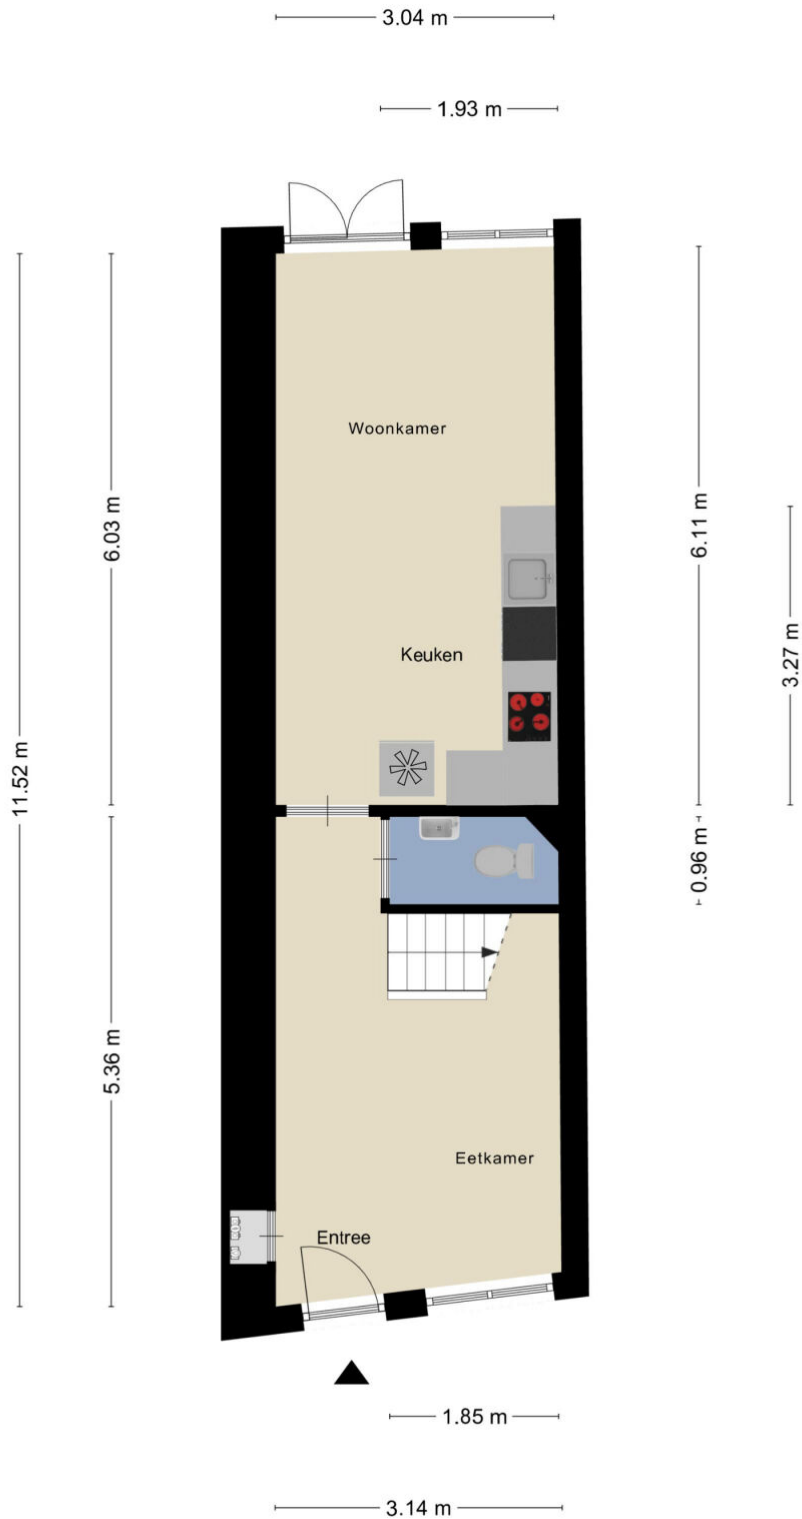 3.04 m
1.93 m
Woonkamer
6.03 m
6.11 m
3.27 m
Keuken
11.52 m
0.96 m
5.36 m
Eetkamer
Entree
1.85 m
3.14 m